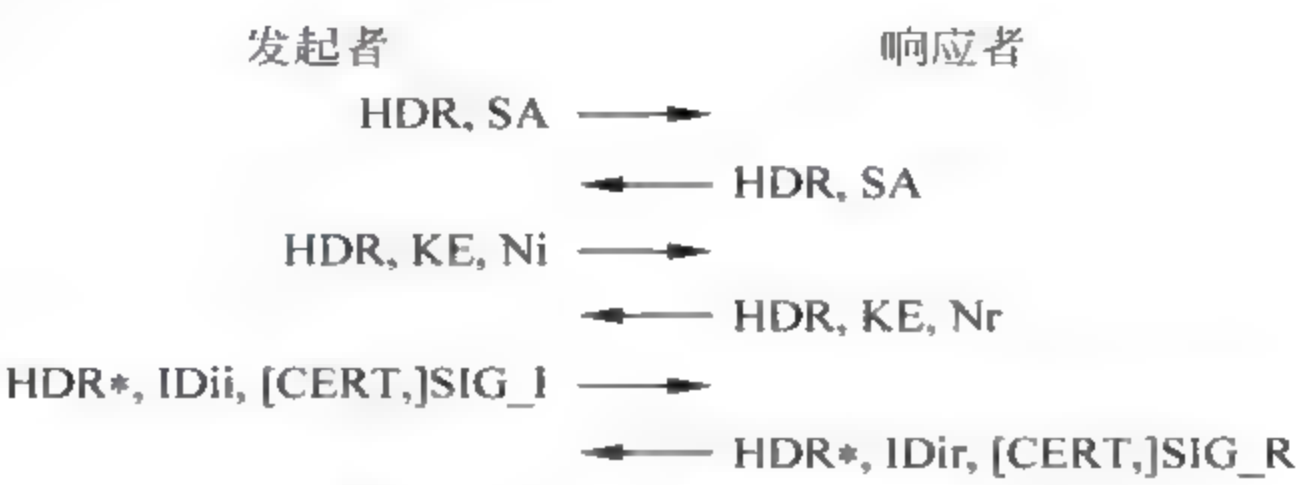 发起者 响应者
HDR, SA
HDR, SA
HDR, KE, Ni
HDR, KE, Nr
HDR*, IDii, [CERT,]SIG_I
HDR*, IDir, [CERT,]SIG_R